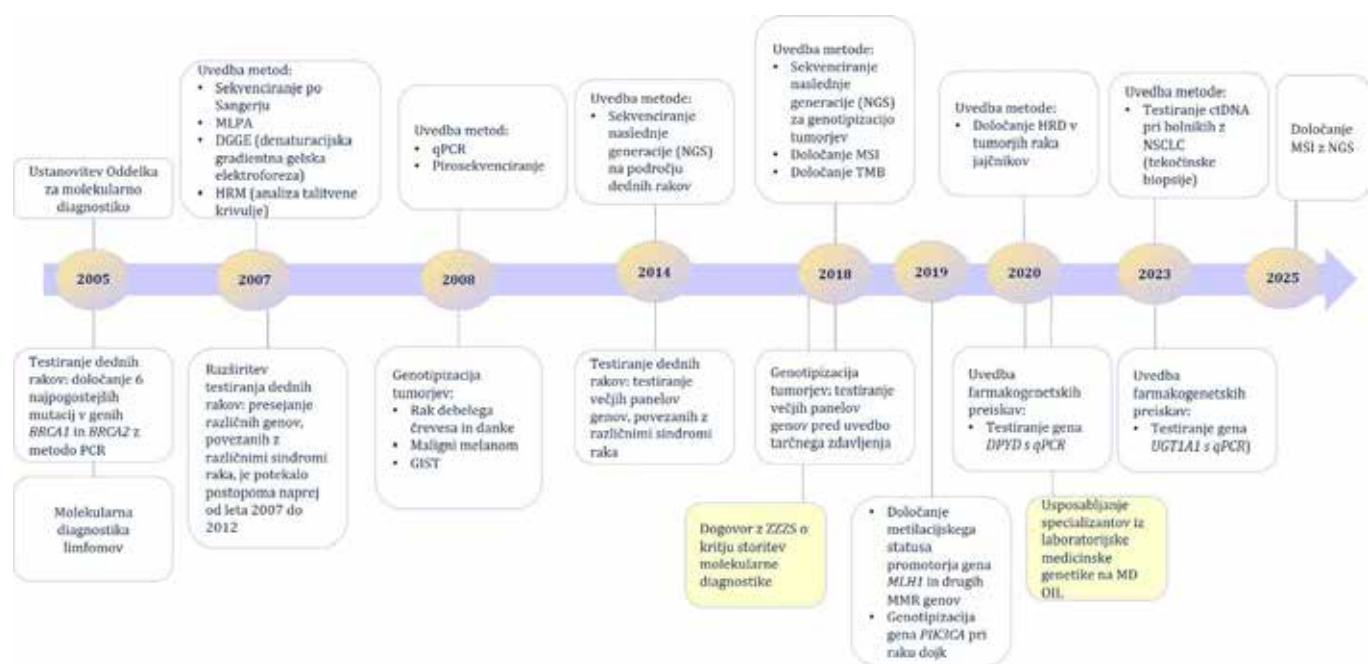 Ustanovitev Oddelka
za molekularno
diagnostiko
Uvedba metod:
• Sekvenciranje po
Sangerju
• MLPA
• DGGE (denaturacijska
gradientna gelska
elektroforeza)
• HRM (analiza talitvene
krivulje)
Uvedba metod:
• qPCR
• Pirosekvenciranje
Uvedba metode:
• Sekvenciranje
naslednje
generacije (NGS)
na področju
dednih rakov
Uvedba metode:
• Sekvenciranje
naslednje
generacije (NGS)
za genotipizacijo
tumorjev
• Določanje MSI
• Določanje TMB
Uvedba metode:
• Določanje HRD v
tumorjih raka
jajčnikov
Uvedba metode:
• Testiranje ctDNA
pri bolnikih z
NSCLC
(tekočinske
biopsije)
Določanje
MSI z NGS
2005
2007
2008
2014
2018
2019
2020
2023
2025
Testiranje dednih
rakov: določanje 6
najpogostejših
mutacij v genih
BRCA1 in BRCA2 z
metodo PCR
Molekularna
diagnostika
limfomov
Razširitev
testiranja dednih
rakov: presejanje
različnih genov,
povezanih z
različnimi sindromi
raka, je potekalo
postopoma naprej
od leta 2007 do
2012
Genotipizacija
tumorjev:
• Rak debelega
črevesa in danke
• Maligni melanom
• GIST
Testiranje dednih
rakov: testiranje
večjih panelov
genov, povezanih z
različnimi sindromi
raka
Genotipizacija
tumorjev: testiranje
večjih panelov
genov pred uvedbo
tarčnega zdavljenja
Dogovor z ZZZS o
kritju storitev
molekularne
diagnostike
• Določanje
metilacijskega
statusa
promotorja gena
MLH1 in drugih
MMR genov
• Genotipizacija
gena PIK3CA pri
raku dojk
Uvedba
farmakogenetskih
preiskav:
• Testiranje gena
DPYD s qPCR
Usposabljanje
specializantov iz
laboratorijske
medicinske
genetike na MD
OIL
Uvedba
farmakogenetskih
preiskav:
• Testiranje gena
UGT1A1 s qPCR)